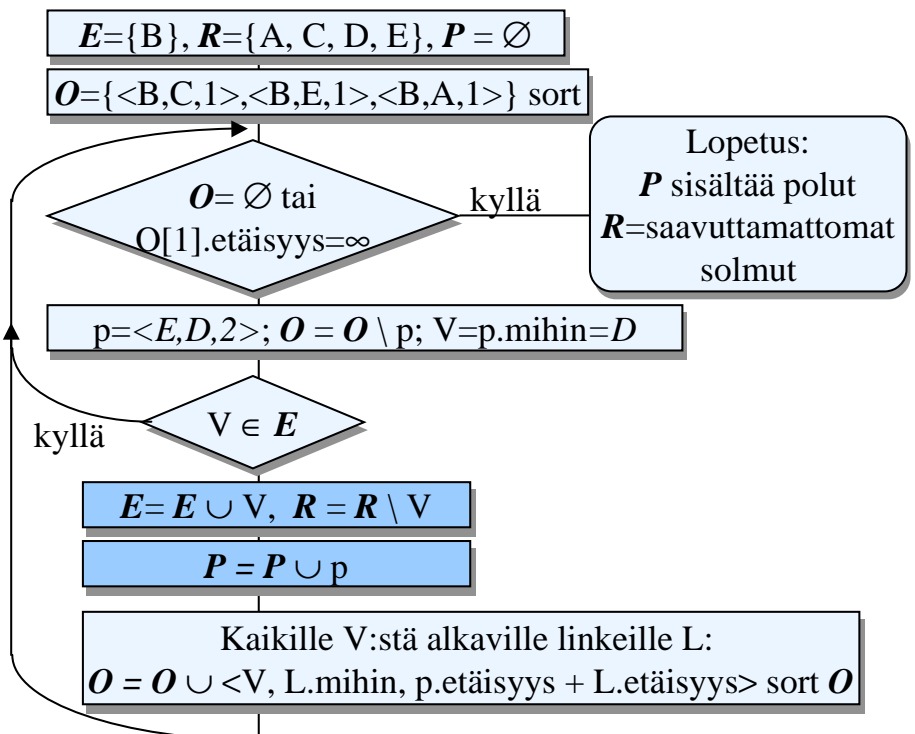 E={B}, R={A, C, D, E}, P = ∅
O={<B,C,1>,<B,E,1>,<B,A,1>} sort
O= ∅ tai
O[1].etäisyys=∞
kyllä
Lopetus:
P sisältää polut
R=saavuttamattomat
solmut
p=<E,D,2>; O = O \ p; V=p.mihin=D
V ∈ E
kyllä
E= E ∪ V, R = R \ V
P = P ∪ p
Kaikille V:stä alkaville linkeille L:
O = O ∪ <V, L.mihin, p.etäisyys + L.etäisyys> sort O